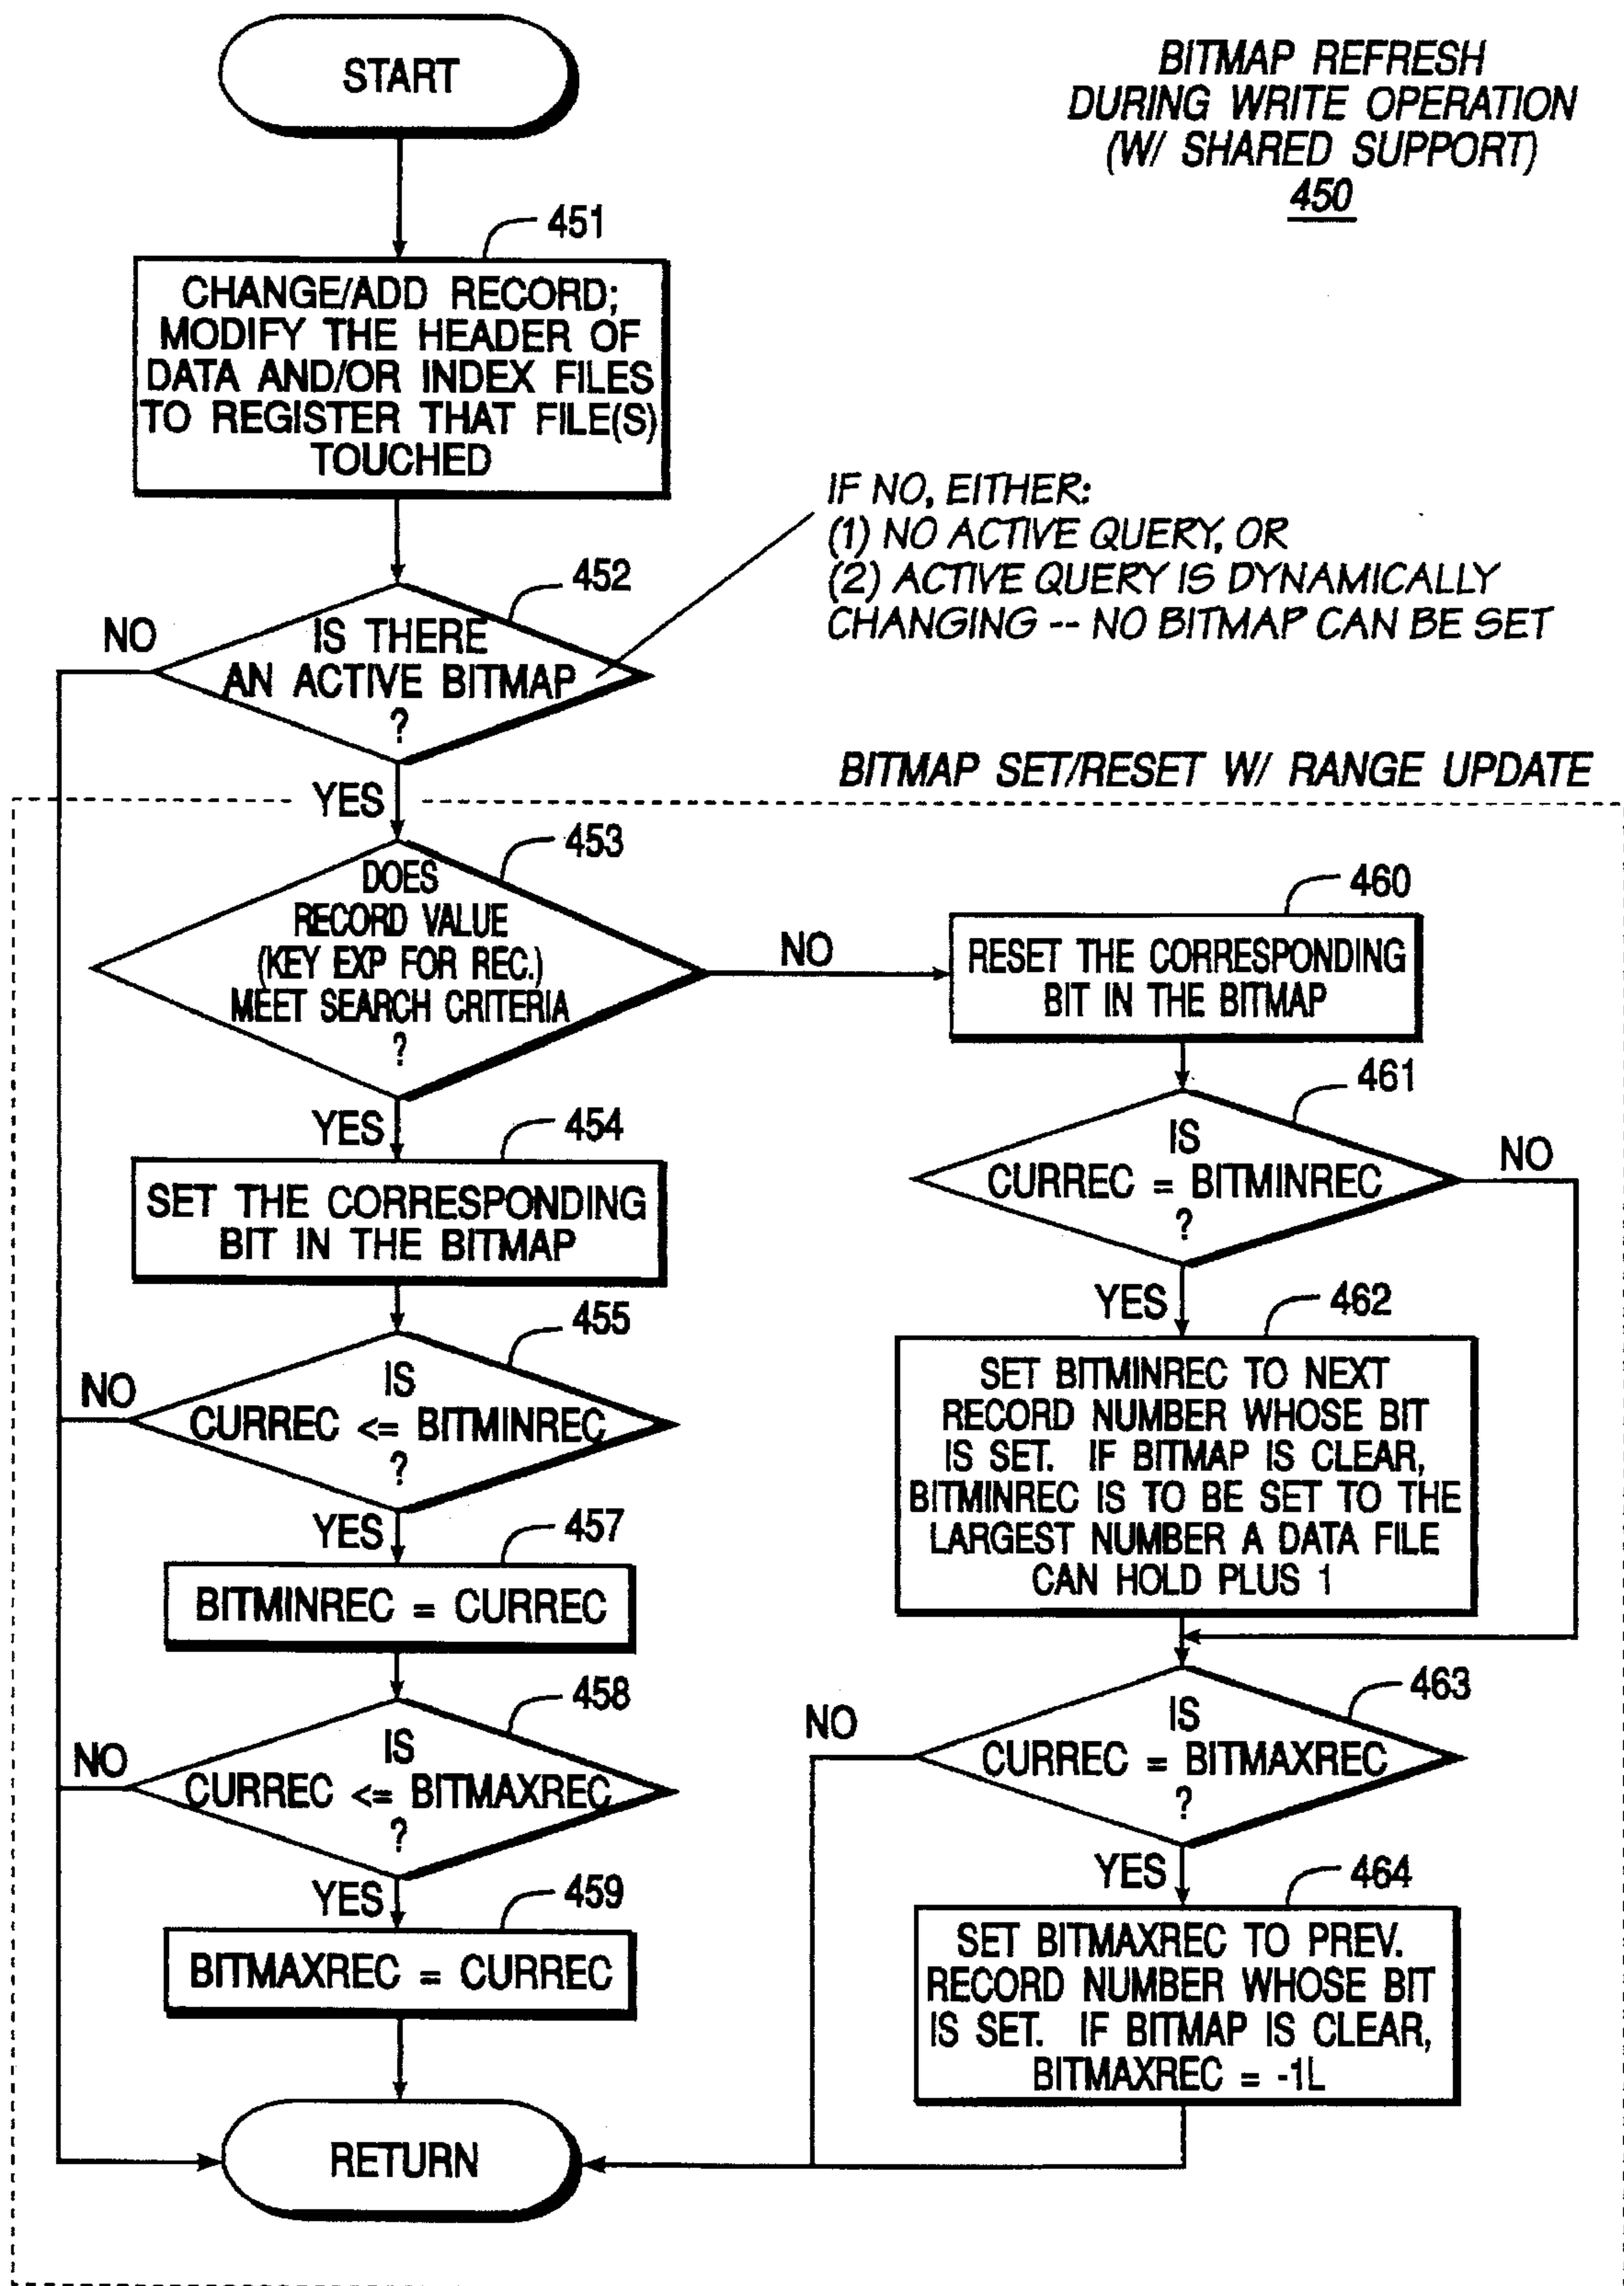 START
BITMAP REFRESH
DURING WRITE OPERATION
(W/ SHARED SUPPORT)
450
451
CHANGE/ADD RECORD;
MODIFY THE HEADER OF
DATA AND/OR INDEX FILES
TO REGISTER THAT FILE(S)
TOUCHED
IF NO, EITHER:
(1) NO ACTIVE QUERY, OR
(2) ACTIVE QUERY IS DYNAMICALLY
CHANGING -- NO BITMAP CAN BE SET
452
NO
IS THERE
AN ACTIVE BITMAP
?
YES
BITMAP SET/RESET W/ RANGE UPDATE
453
DOES
RECORD VALUE
(KEY EXP FOR REC.)
MEET SEARCH CRITERIA
?
NO
YES
454
SET THE CORRESPONDING
BIT IN THE BITMAP
455
IS
CURREC <= BITMINREC
?
NO
YES
457
BITMINREC = CURREC
458
IS
CURREC <= BITMAXREC
?
NO
YES
459
BITMAXREC = CURREC
460
RESET THE CORRESPONDING
BIT IN THE BITMAP
461
IS
CURREC = BITMINREC
?
NO
YES
462
SET BITMINREC TO NEXT
RECORD NUMBER WHOSE BIT
IS SET. IF BITMAP IS CLEAR,
BITMINREC IS TO BE SET TO THE
LARGEST NUMBER A DATA FILE
CAN HOLD PLUS 1
463
IS
CURREC = BITMAXREC
?
NO
YES
464
SET BITMAXREC TO PREV.
RECORD NUMBER WHOSE BIT
IS SET. IF BITMAP IS CLEAR,
BITMAXREC = -1L
RETURN